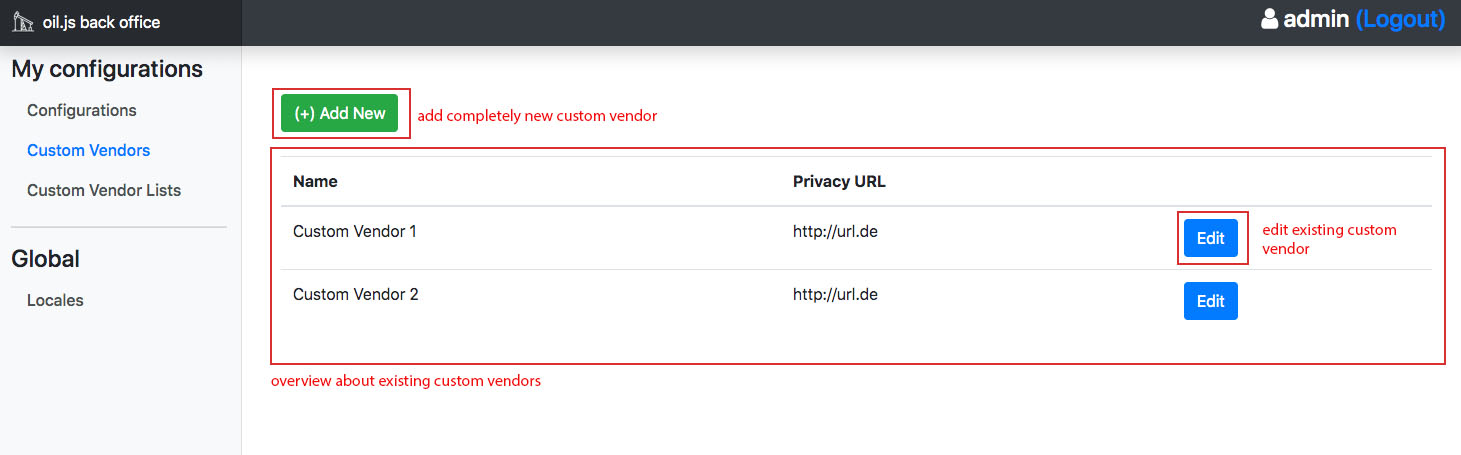 oil.js back office
admin (Logout)
My configurations
Configurations
Custom Vendors
Custom Vendor Lists
Global
Locales
(+) Add New
add completely new custom vendor
Name Privacy URL
Custom Vendor 1 http://url.de Edit
edit existing custom
vendor
Custom Vendor 2 http://url.de Edit
overview about existing custom vendors